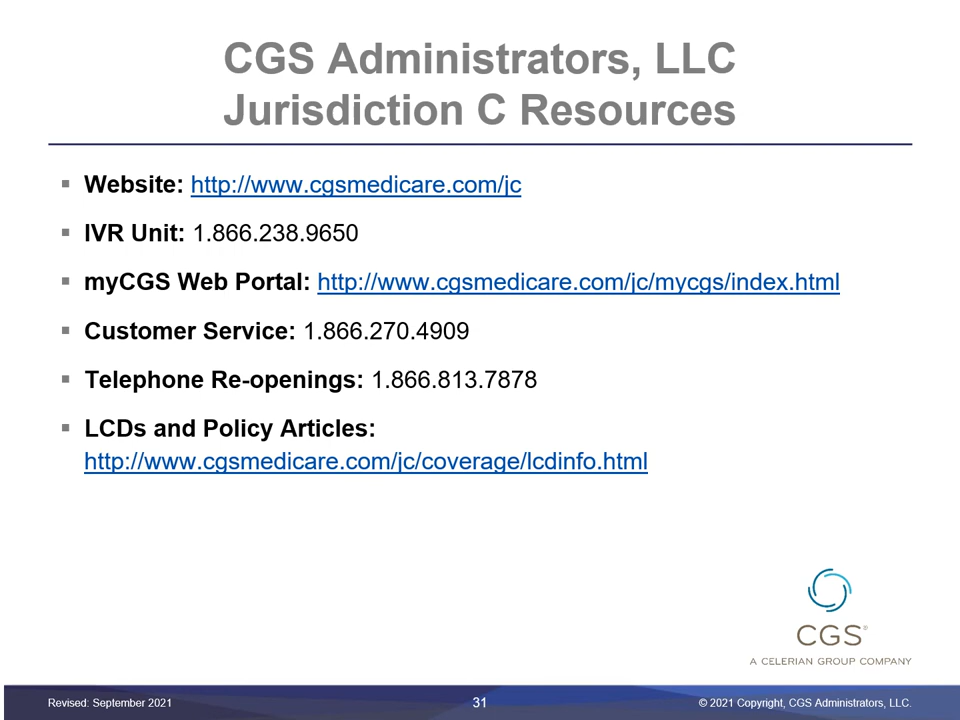 CGS Administrators, LLC
Jurisdiction C Resources
▪ Website: http://www.cgsmedicare.com/jc
▪ IVR Unit: 1.866.238.9650
▪ myCGS Web Portal: http://www.cgsmedicare.com/jc/mycgs/index.html
▪ Customer Service: 1.866.270.4909
▪ Telephone Re-openings: 1.866.813.7878
▪ LCDs and Policy Articles:
http://www.cgsmedicare.com/jc/coverage/lcdinfo.html
CGS®
A CELERIAN GROUP COMPANY
Revised: September 2021
31
© 2021 Copyright, CGS Administrators, LLC.